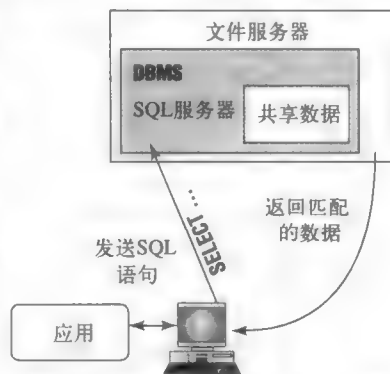 文件服务器
DBMS
SQL服务器
共享数据
SELECT ...
返回匹配
的数据
发送SQL
语句
应用